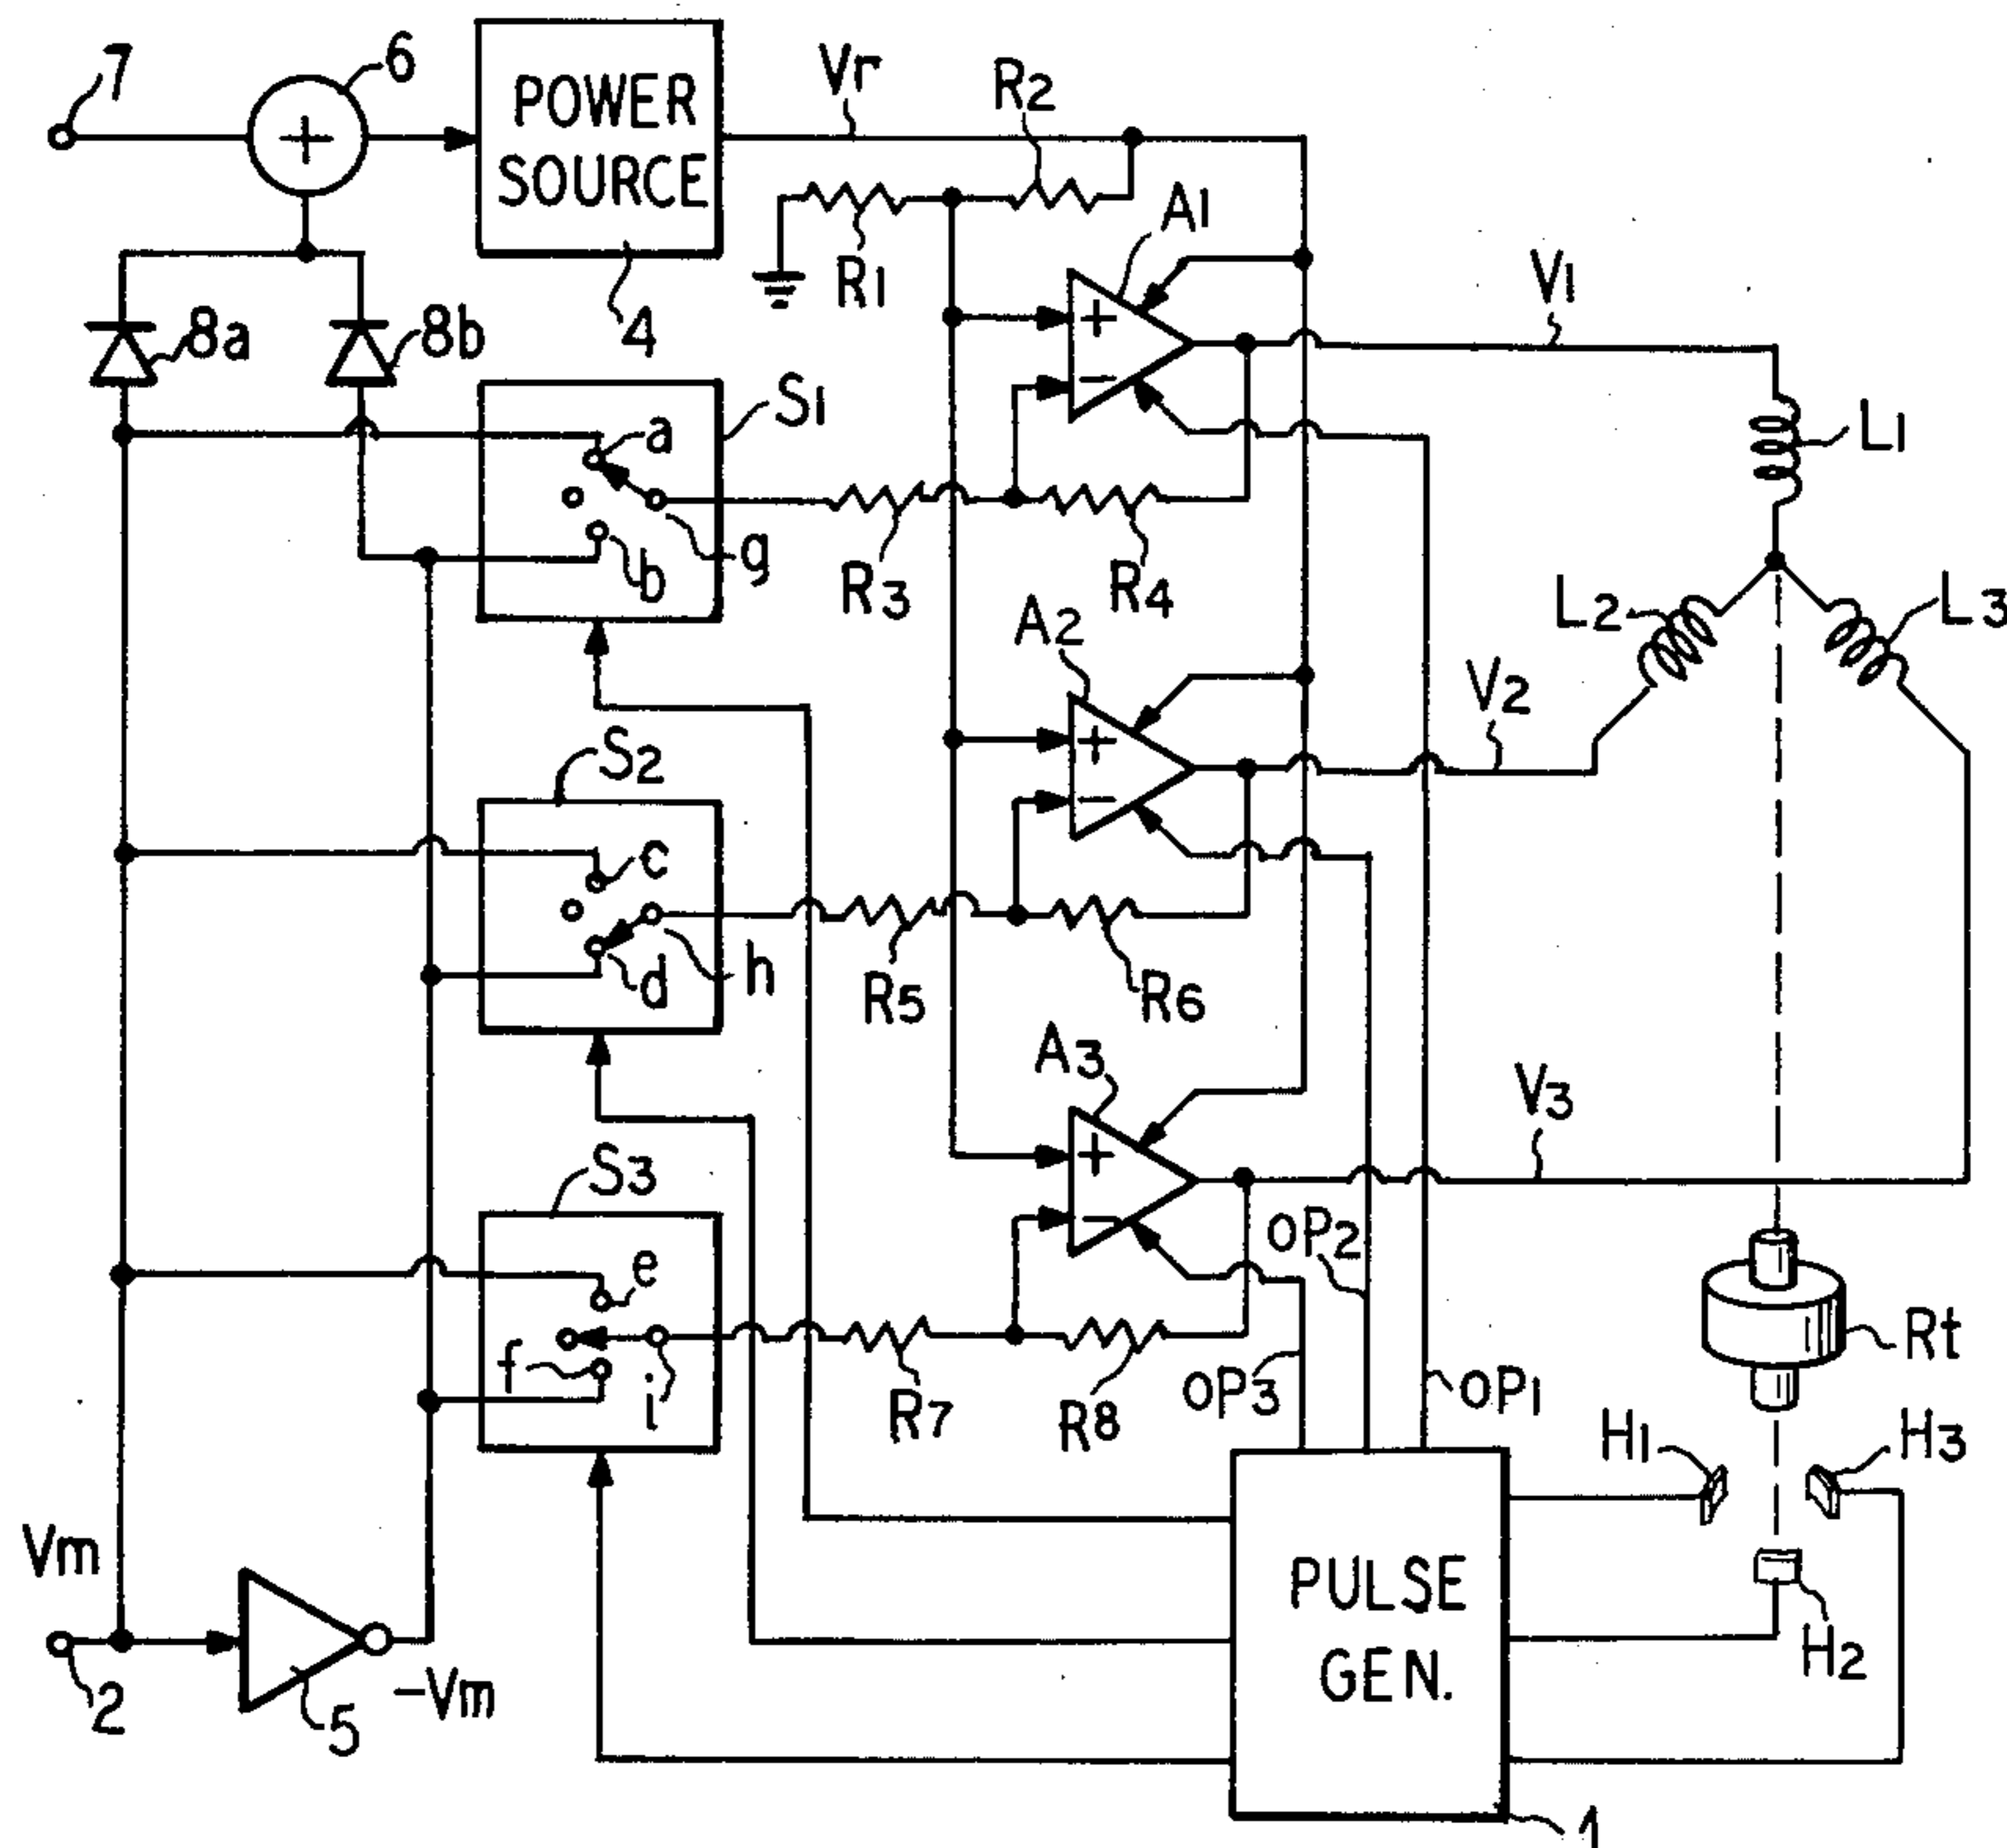 7
6
POWER
SOURCE
4
Vr
R2
R1
A1
V1
8a
8b
S1
a
b
g
R3
R4
L1
L2
L3
A2
V2
S2
c
d
h
R5
R6
A3
V3
S3
e
f
i
R7
R8
OP2
OP3
OP1
Rt
H1
H3
H2
Vm
2
5
-Vm
PULSE
GEN.
1
+
+
-
+
-
+
-